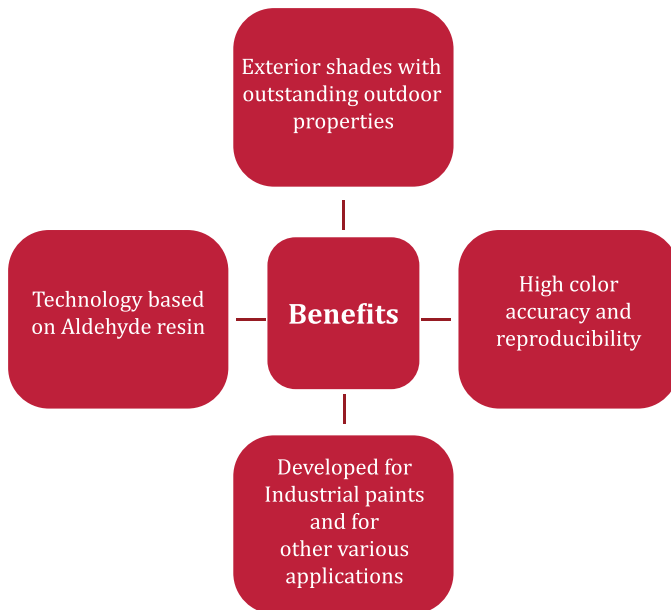 Exterior shades with
outstanding outdoor
properties
Technology based
on Aldehyde resin
Benefits
High color
accuracy and
reproducibility
Developed for
Industrial paints
and for
other various
applications